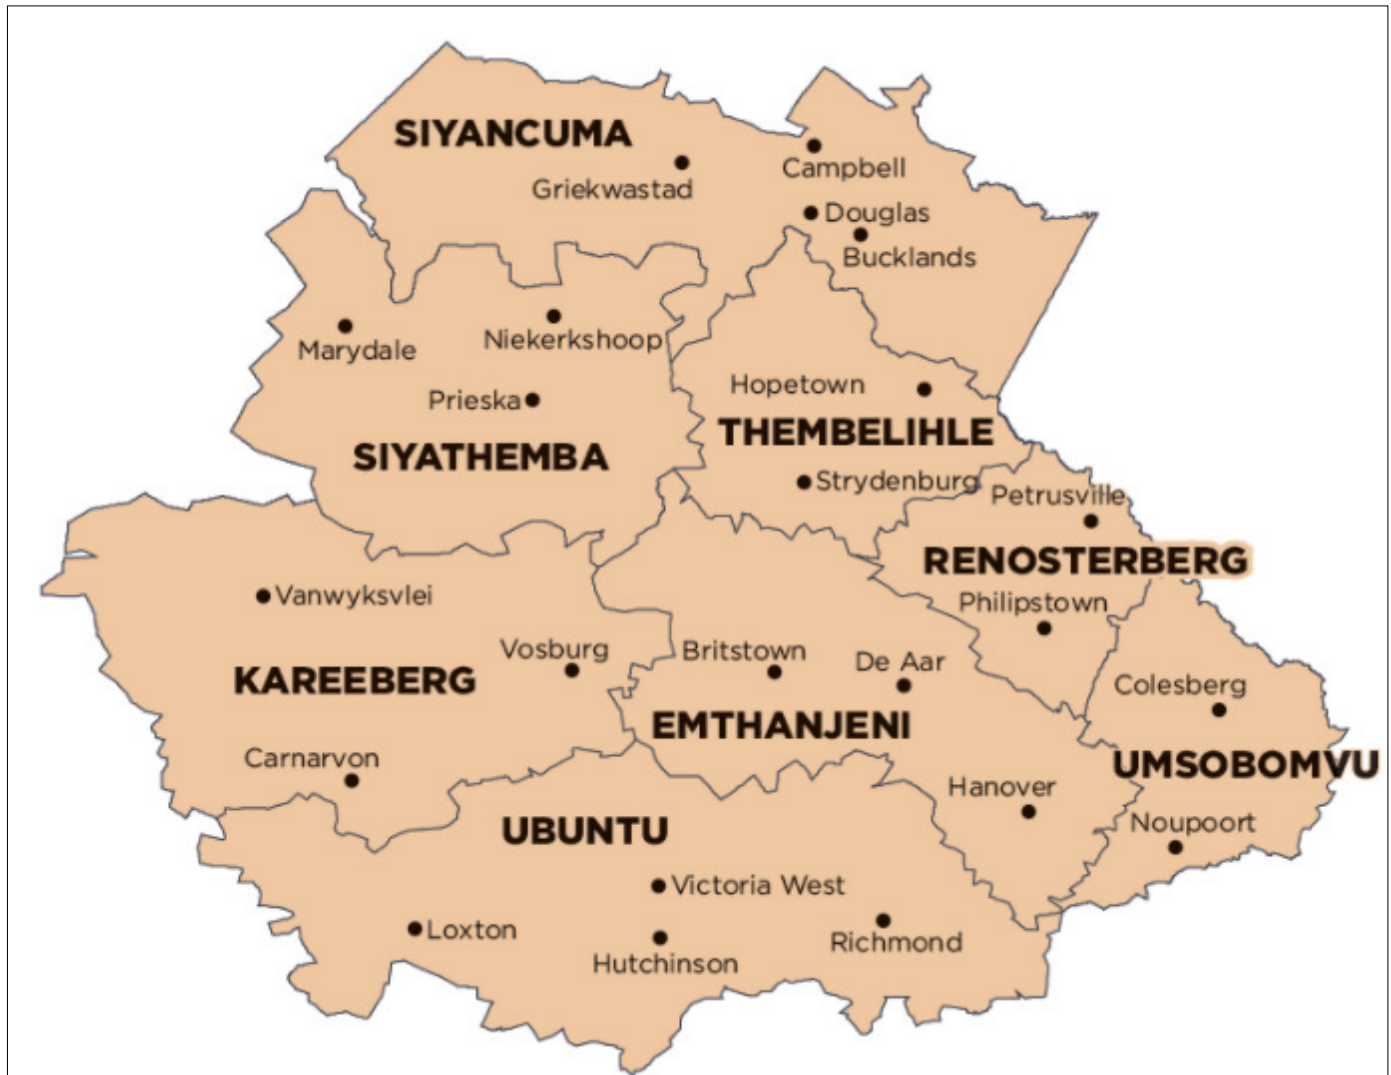 SIYANCUMA
Campbell
Griekwastad
Douglas
Bucklands
Niekerkshoop
Marydale
Hopetown
Prieska
THEMBELIHLE
SIYATHEMBA
Strydenburg
Petrusville
RENOSTERBERG
Vanwyksvlei
Philipstown
Vosburg
Britstown
De Aar
KAREEBERG
Colesberg
EMTHANJENI
Carnarvon
UMSOBOMVU
Hanover
Noupoort
UBUNTU
Victoria West
Loxton
Richmond
Hutchinson